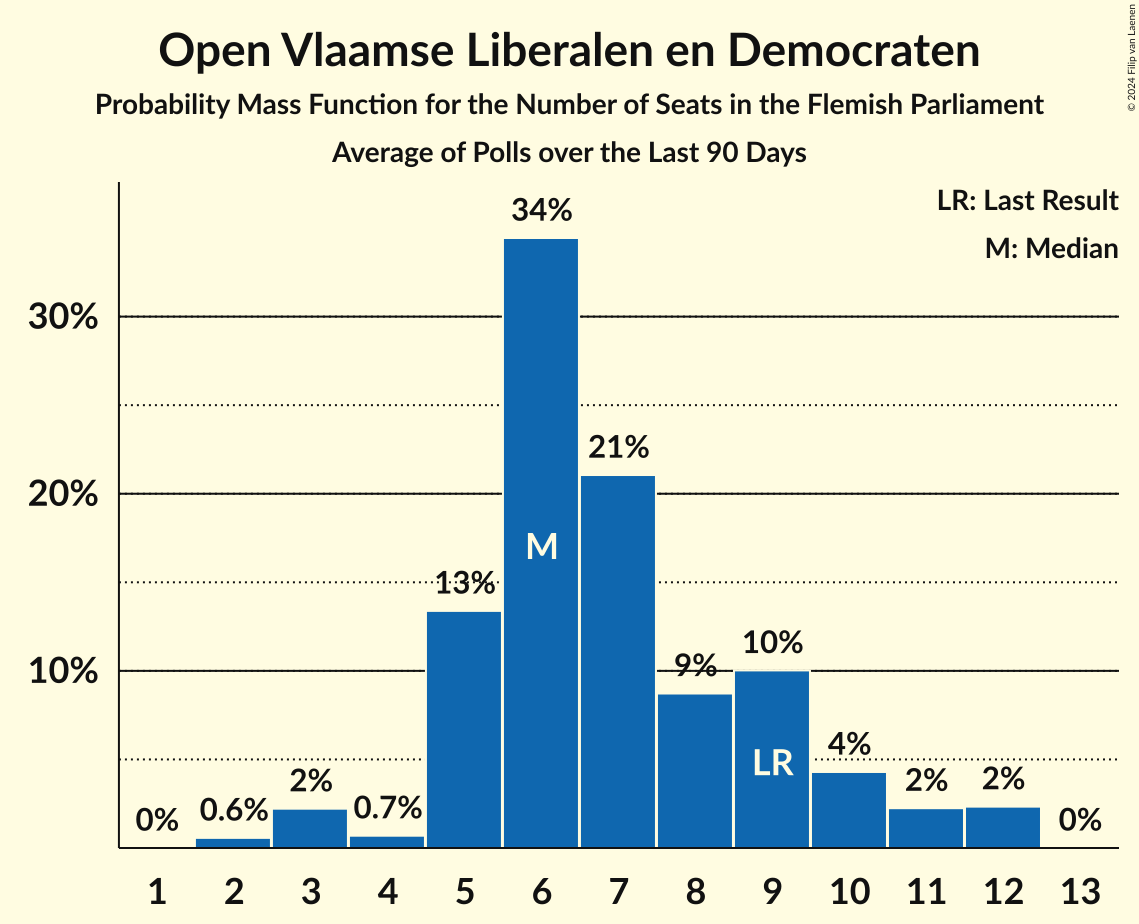 Open Vlaamse Liberalen en Democraten
Probability Mass Function for the Number of Seats in the Flemish Parliament
Average of Polls over the Last 90 Days
© 2024 Filip van Laenen
LR: Last Result
M: Median
34%
30%
21%
20%
M
13%
10%
10%
9%
LR
4%
2%
2%
2%
0.6%
0.7%
0%
0%
1 2 3 4 5 6 7 8 9 10 11 12 13